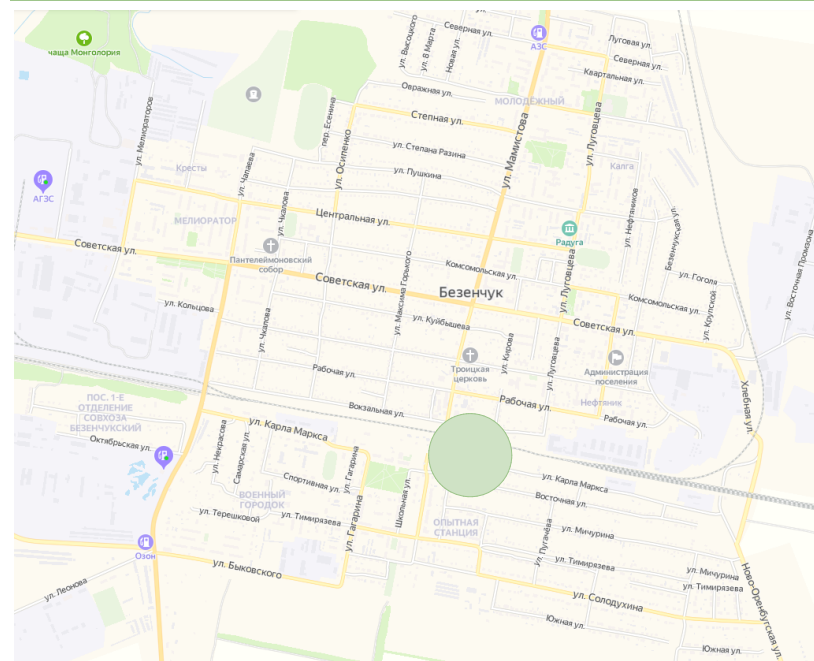 Северная ул.
Луговая ул.
АЗС
ул. Высоцкого
ул. 8 Марта
Новая ул.
чаща Монголория
Северная ул.
Квартальная ул.
Овражная ул.
МОЛОДЁЖНЫЙ
ул. Мелиораторов
пер. Есенина
Степная ул.
ул. Мамистова
ул. Луговцева
ул. Осипенко
ул. Степана Разина
Кресты
ул. Чапаева
ул. Пушкина
Калга
АГЗС
МЕЛИОРАТОР
ул. Чкалова
Центральная ул.
ул. Нефтяников
Безенчукская ул.
Радуга
Советская ул.
Пантелеймоновский
собор
ул. Максима Горького
Комсомольская ул.
ул. Луговцева
ул. Гоголя
ул. Восточная Промзона
Советская ул.
Безенчук
Комсомольская ул.
ул. Крупской
ул. Кольцова
ул. Чкалова
ул. Куйбышева
Советская ул.
ул. Кирова
ул. Луговцева
Троицкая
церковь
Администрация
поселения
Рабочая ул.
Хлебная ул.
ПОС. 1-Е
ОТДЕЛЕНИЕ
СОВХОЗА
БЕЗЕНЧУКСКИЙ
Вокзальная ул.
Рабочая ул.
Нефтяник
Рабочая ул.
ул. Карла Маркса
Октябрьская ул.
ул. Некрасова
Самарская ул.
ул. Гагарина
Спортивная ул.
ул. Карла Маркса
ВОЕННЫЙ
ГОРОДОК
Школьная ул.
Восточная ул.
ул. Терешковой
ул. Тимирязева
ул. Гагарина
ОПЫТНАЯ
СТАНЦИЯ
ул. Пугачёва
ул. Мичурина
Озон
ул. Быковского
ул. Тимирязева
ул. Мичурина
ул. Тимирязева
Ново-Оренбургская ул.
ул. Леонова
ул. Солодухина
Южная ул.
Южная ул.